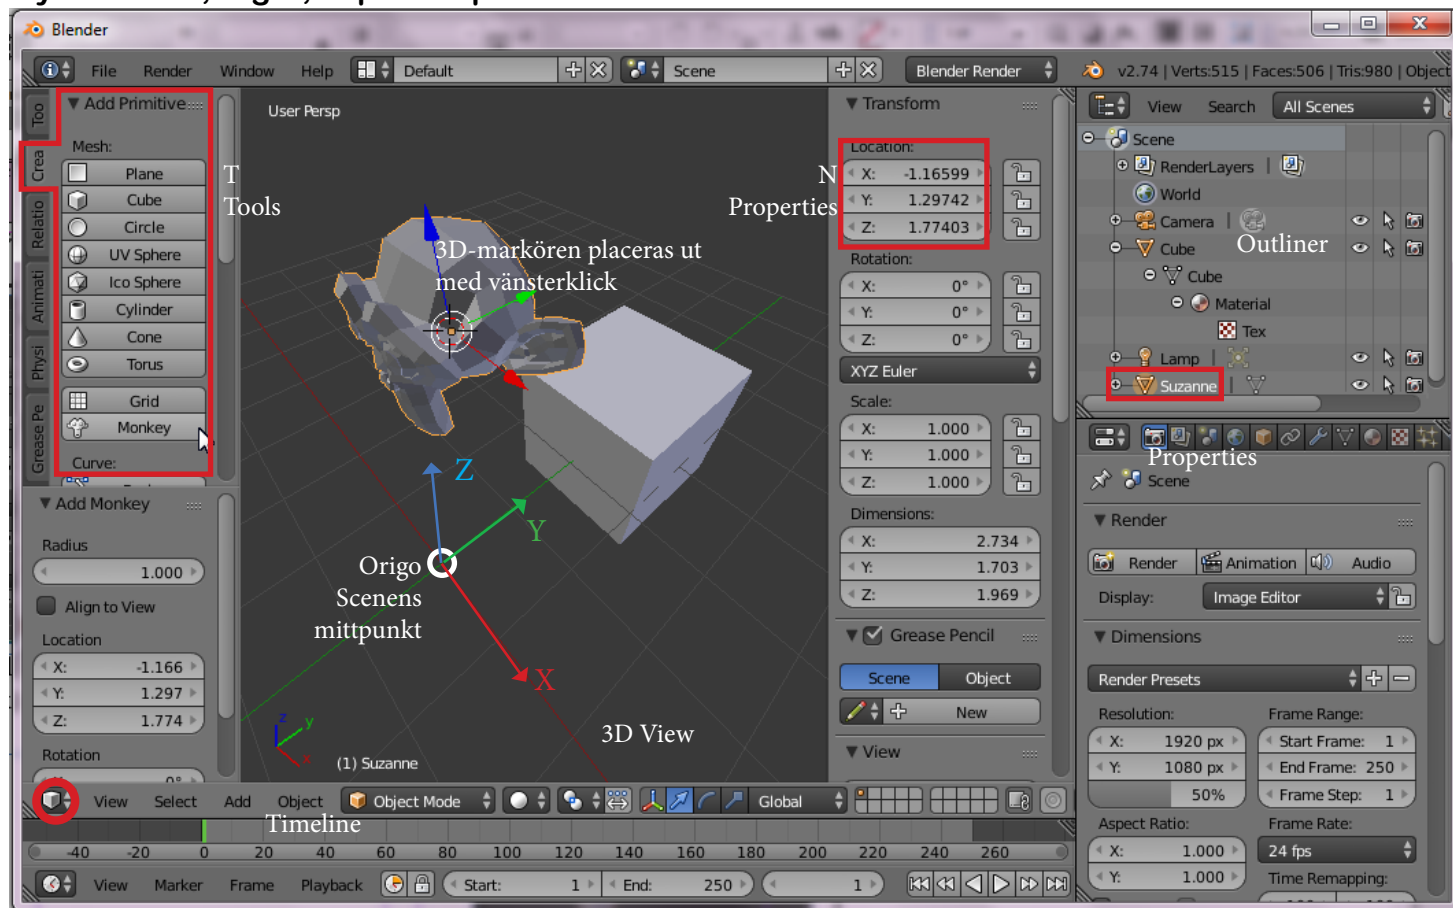 Blender
File Render Window Help Default Scene Blender Render v2.74 | Verts:515 | Faces:506 | Tris:980 | Object
Too
Crea
Relatio
Animati
Physi
Grease Pe
Add Primitive
Mesh:
Plane
Cube
Circle
UV Sphere
Ico Sphere
Cylinder
Cone
Torus
Grid
Monkey
Curve:
T
Tools
Add Monkey
Radius
1.000
Align to View
Location
X: -1.166
Y: 1.297
Z: 1.774
Rotation
User Persp
3D-markören placeras ut
med vänsterklick
Z
Y
X
Origo
Scenens
mittpunkt
3D View
z y
x
(1) Suzanne
N
Properties
Transform
Location:
X: -1.16599
Y: 1.29742
Z: 1.77403
Rotation:
X: 0°
Y: 0°
Z: 0°
XYZ Euler
Scale:
X: 1.000
Y: 1.000
Z: 1.000
Dimensions:
X: 2.734
Y: 1.703
Z: 1.969
Grease Pencil
Scene Object
New
View
View Search All Scenes
Scene
RenderLayers |
World
Camera |
Outliner
Cube
Cube
Material
Tex
Lamp |
Suzanne |
Properties
Scene
Render
Render Animation Audio
Display: Image Editor
Dimensions
Render Presets
Resolution: Frame Range:
X: 1920 px Start Frame: 1
Y: 1080 px End Frame: 250
50% Frame Step: 1
Aspect Ratio: Frame Rate:
X: 1.000 24 fps
Y: 1.000 Time Remapping:
View Select Add Object Object Mode Global
Timeline
-40 -20 0 20 40 60 80 100 120 140 160 180 200 220 240 260
View Marker Frame Playback Start: 1 End: 250 1